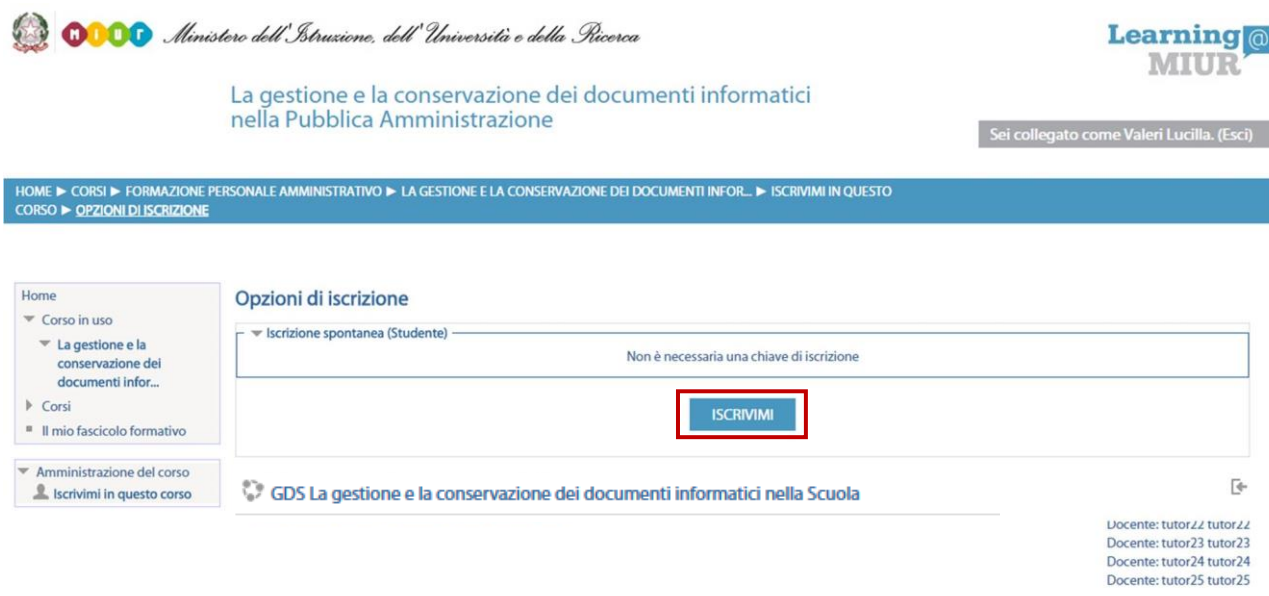 MIUR Ministero dell'Istruzione, dell'Università e della Ricerca
Learning@
MIUR
La gestione e la conservazione dei documenti informatici
nella Pubblica Amministrazione
Sei collegato come Valeri Lucilla. (Esci)
HOME ► CORSI ► FORMAZIONE PERSONALE AMMINISTRATIVO ► LA GESTIONE E LA CONSERVAZIONE DEI DOCUMENTI INFOR... ► ISCRIVIMI IN QUESTO
CORSO ► OPZIONI DI ISCRIZIONE
Home
Corso in uso
La gestione e la
conservazione dei
documenti infor...
Corsi
Il mio fascicolo formativo
Amministrazione del corso
Iscrivimi in questo corso
Opzioni di iscrizione
Iscrizione spontanea (Studente)
Non è necessaria una chiave di iscrizione
ISCRIVIMI
GDS La gestione e la conservazione dei documenti informatici nella Scuola
Docente: tutor22 tutor22
Docente: tutor23 tutor23
Docente: tutor24 tutor24
Docente: tutor25 tutor25